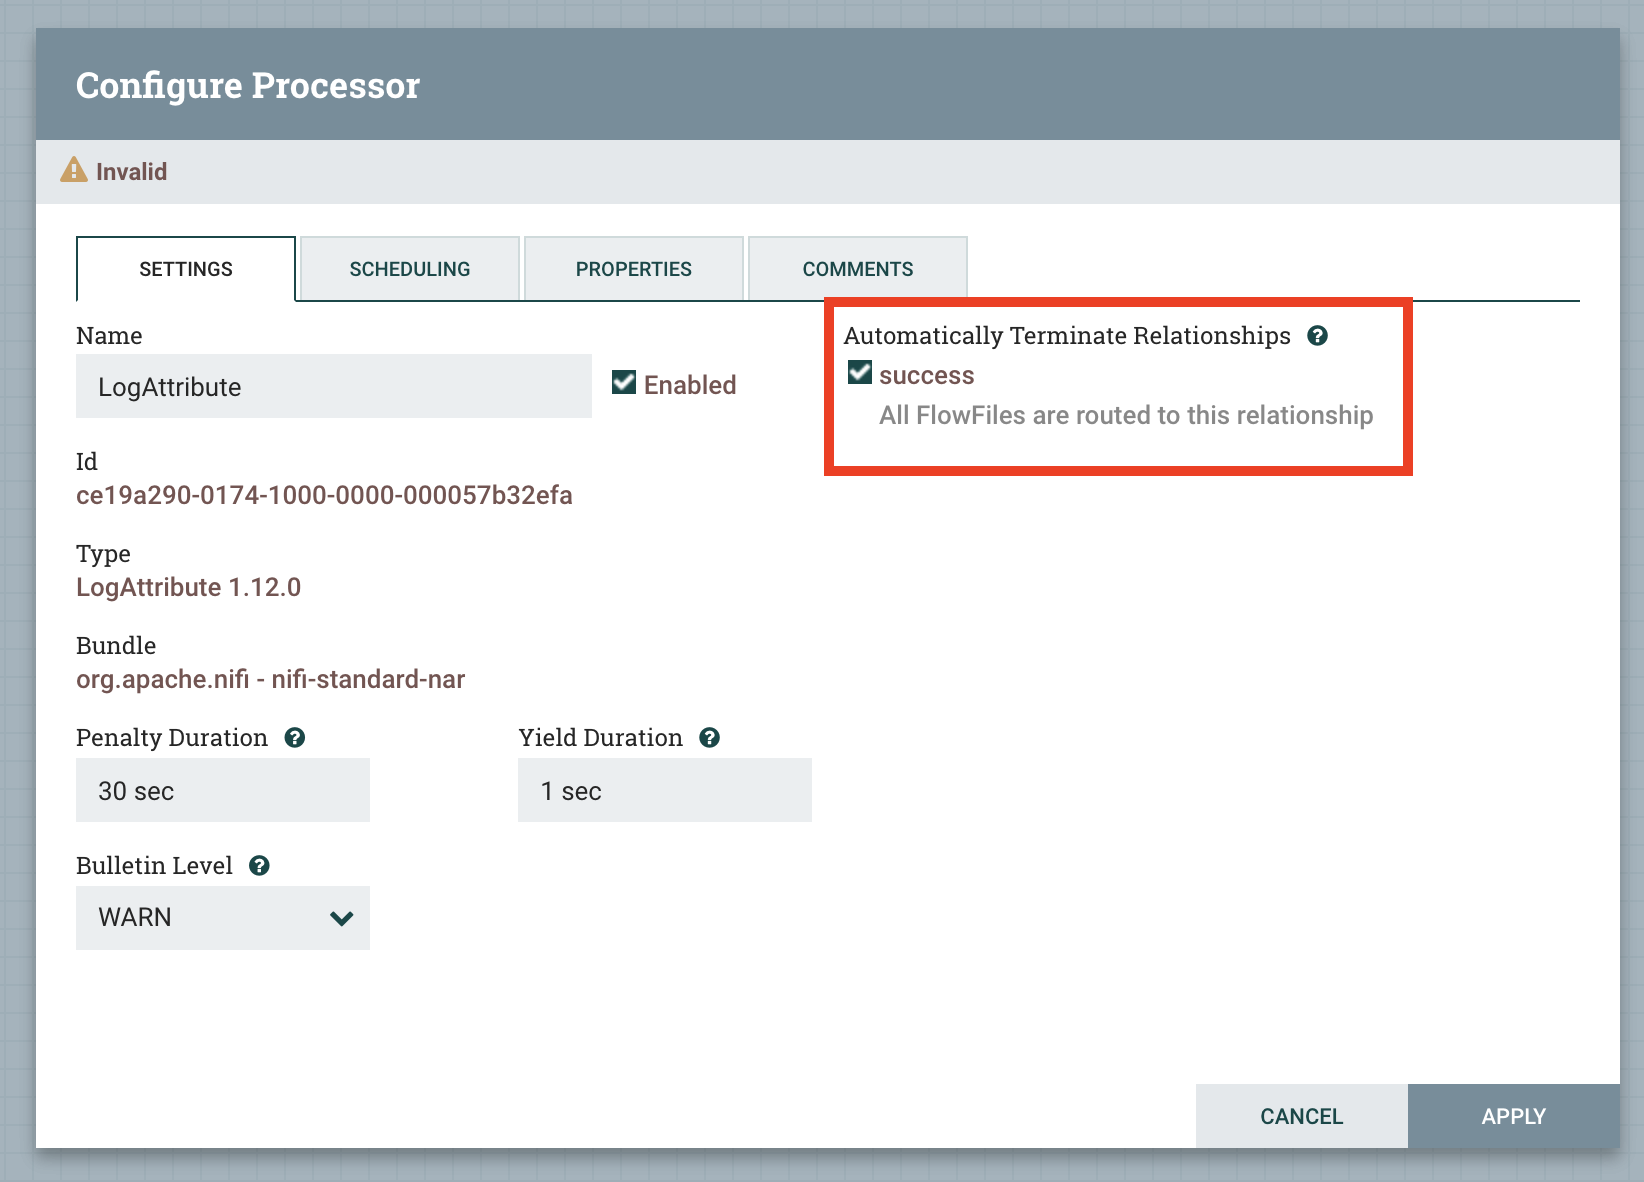 Configure Processor
Invalid
SETTINGS
SCHEDULING
PROPERTIES
COMMENTS
Name
LogAttribute
Enabled
Automatically Terminate Relationships
success
All FlowFiles are routed to this relationship
Id
ce19a290-0174-1000-0000-000057b32efa
Type
LogAttribute 1.12.0
Bundle
org.apache.nifi - nifi-standard-nar
Penalty Duration
30 sec
Yield Duration
1 sec
Bulletin Level
WARN
CANCEL
APPLY